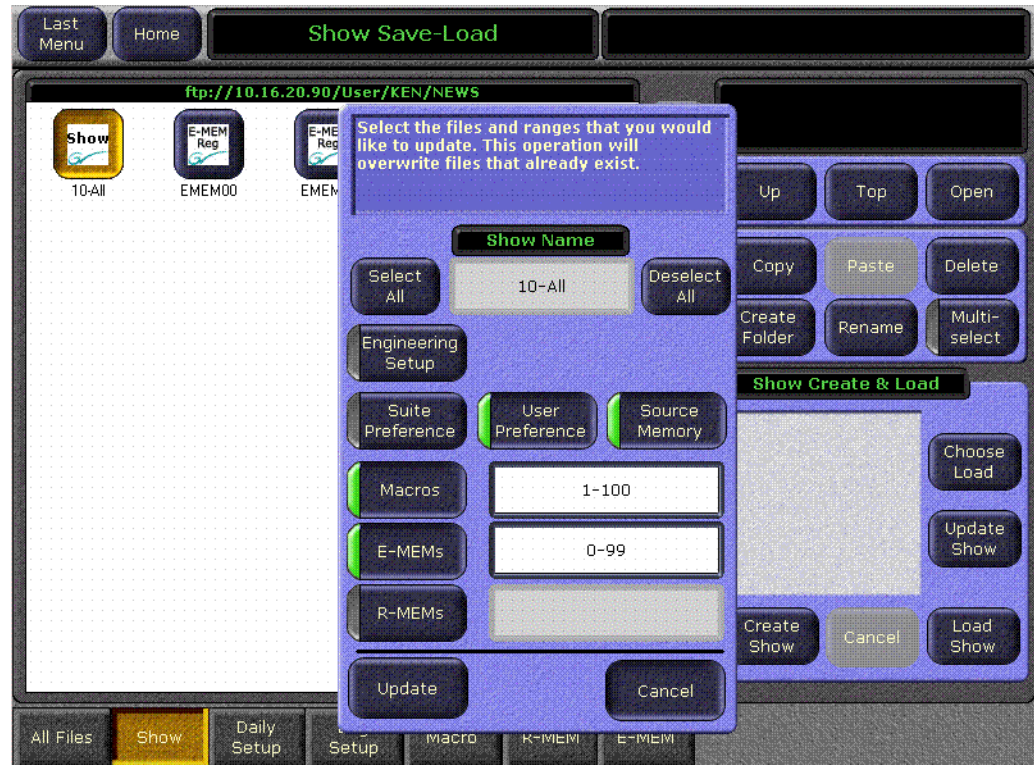 Last
Menu
Home
Show Save-Load
ftp://10.16.20.90/User/KEN/NEWS
Show
10-All
E-MEM
Reg
EMEM00
E-ME
Reg
EMEM
Select the files and ranges that you would
like to update. This operation will
overwrite files that already exist.
Show Name
Select
All
10-All
Deselect
All
Engineering
Setup
Suite
Preference
User
Preference
Source
Memory
Macros
1-100
E-MEMs
0-99
R-MEMs
Update
Cancel
Up
Top
Open
Copy
Paste
Delete
Create
Folder
Rename
Multi-
select
Show Create & Load
Choose
Load
Update
Show
Create
Show
Cancel
Load
Show
All Files
Show
Daily
Setup
Setup
Macro
R-MEM
E-MEM